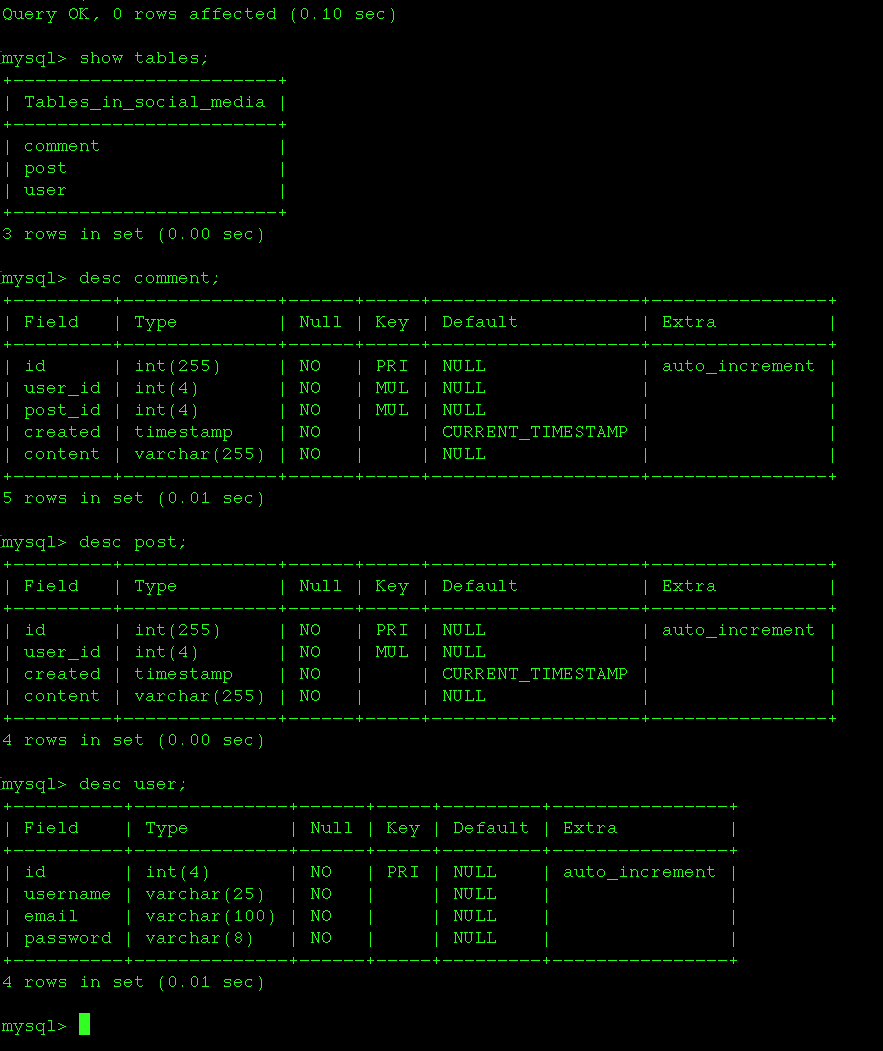 Query OK, 0 rows affected (0.10 sec)

mysql> show tables;
+------------------------+
| Tables_in_social_media |
+------------------------+
| comment                |
| post                   |
| user                   |
+------------------------+
3 rows in set (0.00 sec)

mysql> desc comment;
+---------+--------------+------+-----+-------------------+----------------+
| Field   | Type         | Null | Key | Default           | Extra          |
+---------+--------------+------+-----+-------------------+----------------+
| id      | int(255)     | NO   | PRI | NULL              | auto_increment |
| user_id | int(4)       | NO   | MUL | NULL              |                |
| post_id | int(4)       | NO   | MUL | NULL              |                |
| created | timestamp    | NO   |     | CURRENT_TIMESTAMP |                |
| content | varchar(255) | NO   |     | NULL              |                |
+---------+--------------+------+-----+-------------------+----------------+
5 rows in set (0.01 sec)

mysql> desc post;
+---------+--------------+------+-----+-------------------+----------------+
| Field   | Type         | Null | Key | Default           | Extra          |
+---------+--------------+------+-----+-------------------+----------------+
| id      | int(255)     | NO   | PRI | NULL              | auto_increment |
| user_id | int(4)       | NO   | MUL | NULL              |                |
| created | timestamp    | NO   |     | CURRENT_TIMESTAMP |                |
| content | varchar(255) | NO   |     | NULL              |                |
+---------+--------------+------+-----+-------------------+----------------+
4 rows in set (0.00 sec)

mysql> desc user;
+----------+--------------+------+-----+---------+----------------+
| Field    | Type         | Null | Key | Default | Extra          |
+----------+--------------+------+-----+---------+----------------+
| id       | int(4)       | NO   | PRI | NULL    | auto_increment |
| username | varchar(25)  | NO   |     | NULL    |                |
| email    | varchar(100) | NO   |     | NULL    |                |
| password | varchar(8)   | NO   |     | NULL    |                |
+----------+--------------+------+-----+---------+----------------+
4 rows in set (0.01 sec)

mysql>